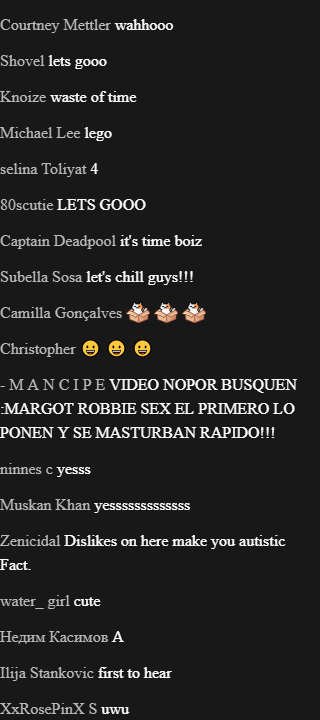 Courtney Mettler wahhooo
Shovel lets gooo
Knoize waste of time
Michael Lee lego
selina Toliyat 4
80scutie LETS GOOO
Captain Deadpool it's time boiz
Subella Sosa let's chill guys!!!
Camilla Gonçalves
Christopher 😀 😀 😀
- M A N C I P E VIDEO NOPOR BUSQUEN
:MARGOT ROBBIE SEX EL PRIMERO LO
PONEN Y SE MASTURBAN RAPIDO!!!
ninnes c yesss
Muskan Khan yesssssssssssss
Zenicidal Dislikes on here make you autistic
Fact.
water_ girl cute
Недим Касимов A
Ilija Stankovic first to hear
XxRosePinX S uwu